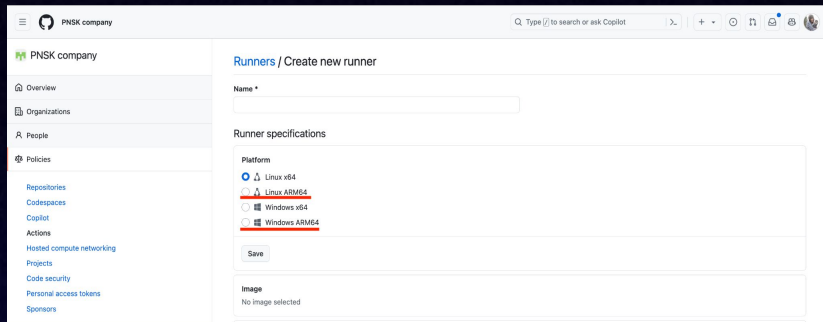 PNSK company
Type / to search or ask Copilot
PNSK company
Overview
Organizations
People
Policies
Repositories
Codespaces
Copilot
Actions
Hosted compute networking
Projects
Code security
Personal access tokens
Sponsors
Runners / Create new runner
Name *
Runner specifications
Platform
Linux x64
Linux ARM64
Windows x64
Windows ARM64
Save
Image
No image selected